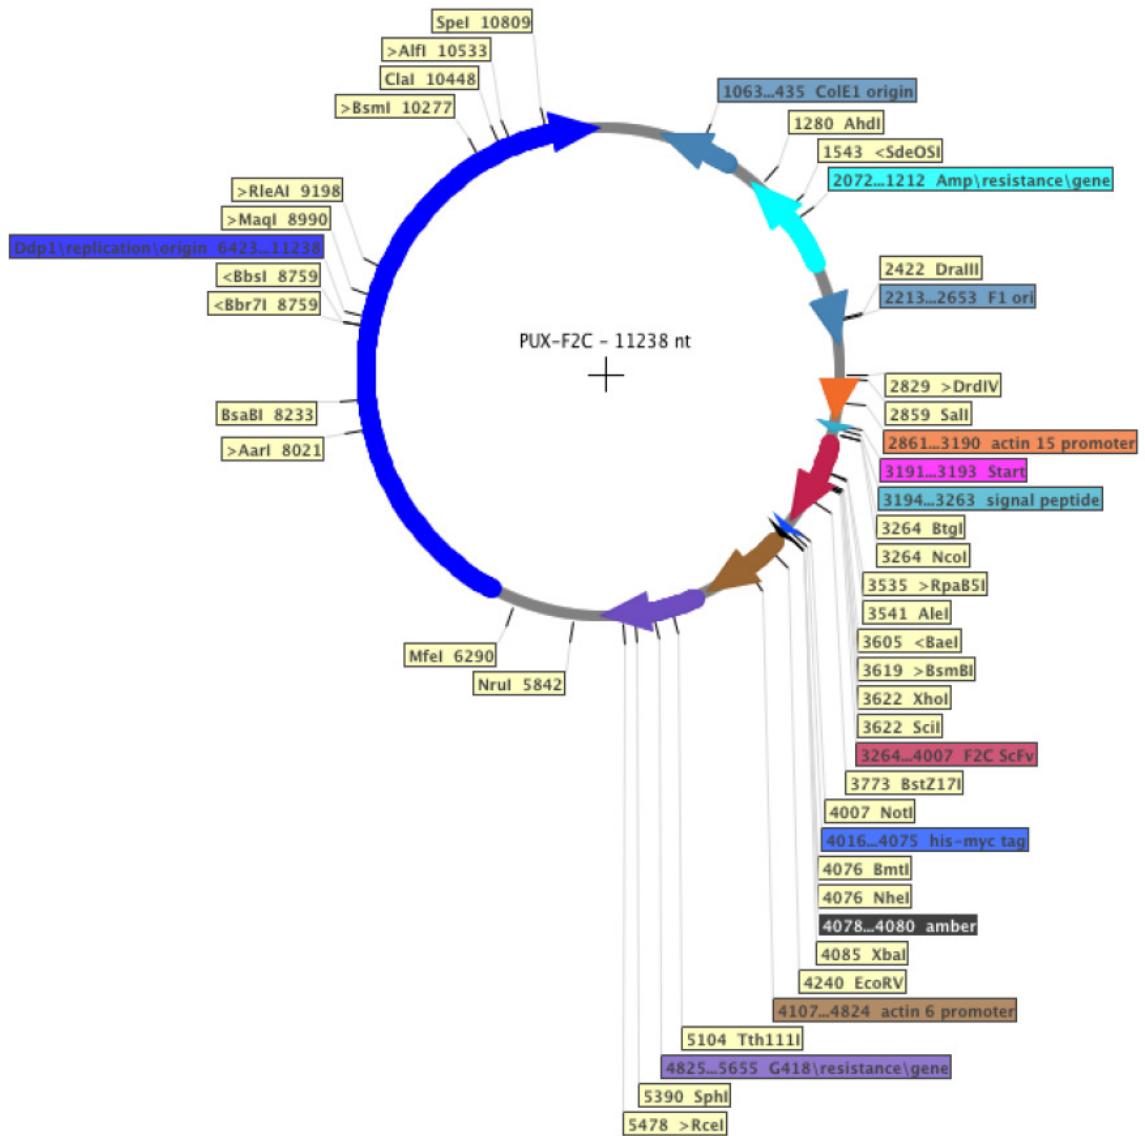 SpeI 10809
>AlfI 10533
ClaI 10448
>BsmI 10277
>RleAI 9198
>MaqI 8990
Ddp1\replication\origin 6423...11238
<BbsI 8759
<Bbr7I 8759
BsaBI 8233
>AarI 8021
MfeI 6290
NruI 5842
PUX-F2C - 11238 nt
1063...435 ColE1 origin
1280 AhdI
1543 <SdeOSI
2072...1212 Amp\resistance\gene
2422 DraIII
2213...2653 F1 ori
2829 >DrdIV
2859 SalI
2861...3190 actin 15 promoter
3191...3193 Start
3194...3263 signal peptide
3264 BtgI
3264 NcoI
3535 >RpaB5I
3541 AleI
3605 <BaeI
3619 >BsmBI
3622 XhoI
3622 SciI
3264...4007 F2C ScFv
3773 BstZ17I
4007 NotI
4016...4075 his-myc tag
4076 BmtI
4076 NheI
4078...4080 amber
4085 XbaI
4240 EcoRV
4107...4824 actin 6 promoter
5104 Tth111I
4825...5655 G418\resistance\gene
5390 SphI
5478 >RceI